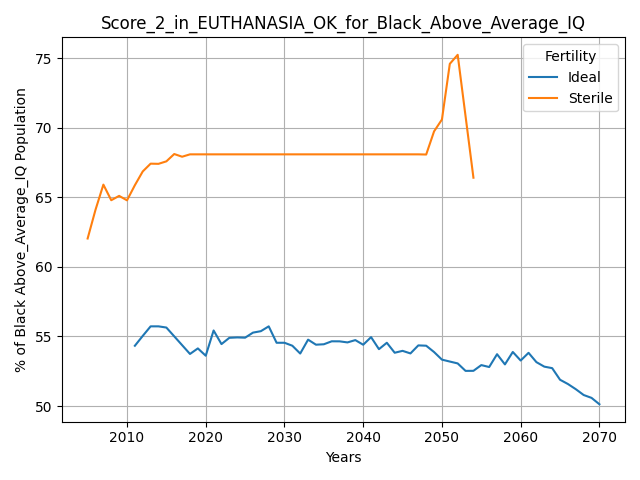 Score_2_in_EUTHANASIA_OK_for_Black_Above_Average_IQ
% of Black Above_Average_IQ Population
75
70
65
60
55
50
Fertility
Ideal
Sterile
2010 2020 2030 2040 2050 2060 2070
Years